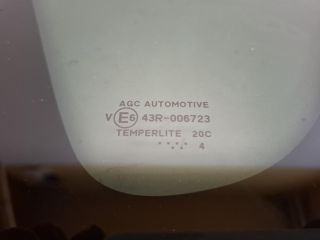 AGC AUTOMOTIVE
V E6 43R-006723
TEMPERLITE 20C
4